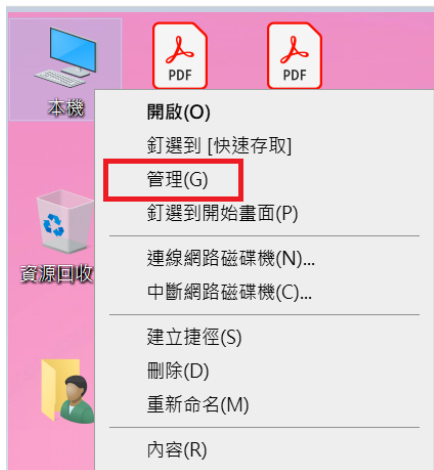 PDF
PDF
本機
開啟(O)
釘選到 [快速存取]
管理(G)
釘選到開始畫面(P)
資源回收
連線網路磁碟機(N)...
中斷網路磁碟機(C)...
建立捷徑(S)
刪除(D)
重新命名(M)
內容(R)